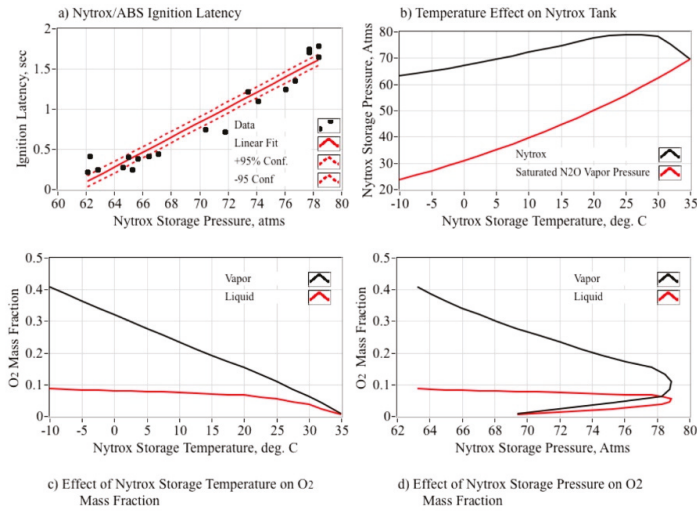 a) Nytrox/ABS Ignition Latency
2
1.5
1
0.5
0
Ignition Latency, sec
Data
Linear Fit
+95% Conf.
-95 Conf
60 62 64 66 68 70 72 74 76 78 80
Nytrox Storage Pressure, atms
b) Temperature Effect on Nytrox Tank
80
70
60
50
40
30
20
Nytrox Storage Pressure, Atms
Nytrox
Saturated N2O Vapor Pressure
-10 -5 0 5 10 15 20 25 30 35
Nytrox Storage Temperature, deg. C
0.5
0.4
0.3
0.2
0.1
0
O2 Mass Fraction
Vapor
Liquid
-10 -5 0 5 10 15 20 25 30 35
Nytrox Storage Temperature, deg. C
c) Effect of Nytrox Storage Temperature on O2
Mass Fraction
0.5
0.4
0.3
0.2
0.1
0
O2 Mass Fraction
Vapor
Liquid
62 64 66 68 70 72 74 76 78 80
Nytrox Storage Pressure, Atms
d) Effect of Nytrox Storage Pressure on O2
Mass Fraction